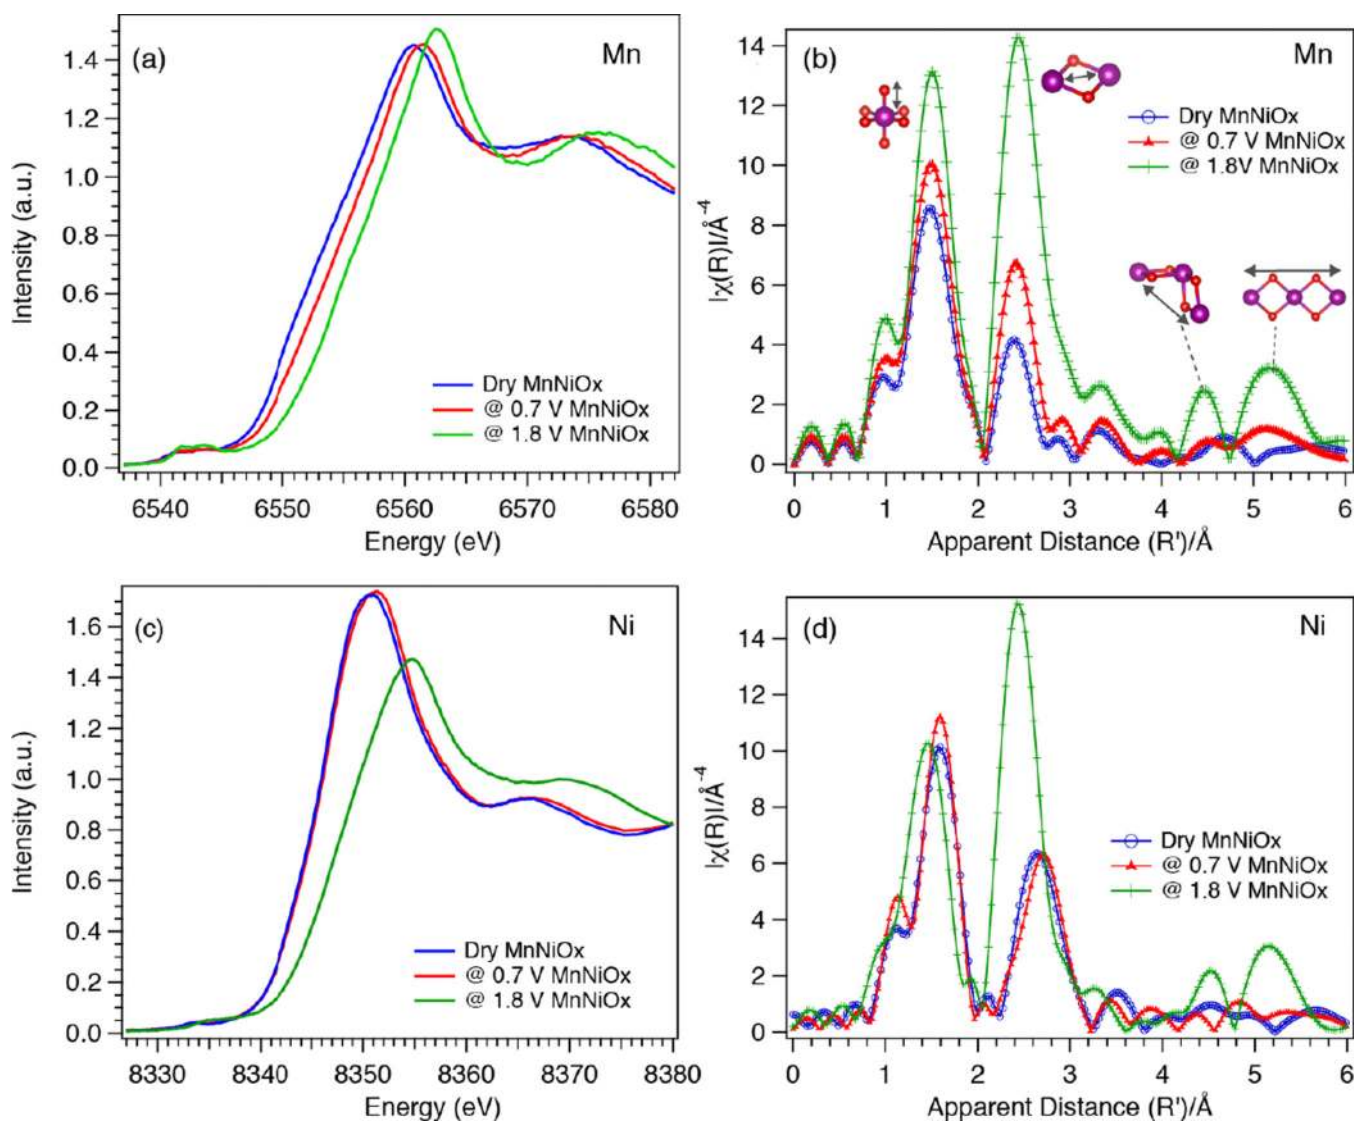 (a)
Mn
1.4
1.2
1.0
0.8
0.6
0.4
0.2
0.0
Intensity (a.u.)
Dry MnNiOx
@ 0.7 V MnNiOx
@ 1.8 V MnNiOx
6540
6550
6560
6570
6580
Energy (eV)
(b)
Mn
14
12
10
8
6
4
2
0
|χ(R)|/Å⁻⁴
Dry MnNiOx
@ 0.7 V MnNiOx
@ 1.8V MnNiOx
0
1
2
3
4
5
6
Apparent Distance (R')/Å
(c)
Ni
1.6
1.4
1.2
1.0
0.8
0.6
0.4
0.2
0.0
Intensity (a.u.)
Dry MnNiOx
@ 0.7 V MnNiOx
@ 1.8 V MnNiOx
8330
8340
8350
8360
8370
8380
Energy (eV)
(d)
Ni
14
12
10
8
6
4
2
0
|χ(R)|/Å⁻⁴
Dry MnNiOx
@ 0.7 V MnNiOx
@ 1.8 V MnNiOx
0
1
2
3
4
5
6
Apparent Distance (R')/Å